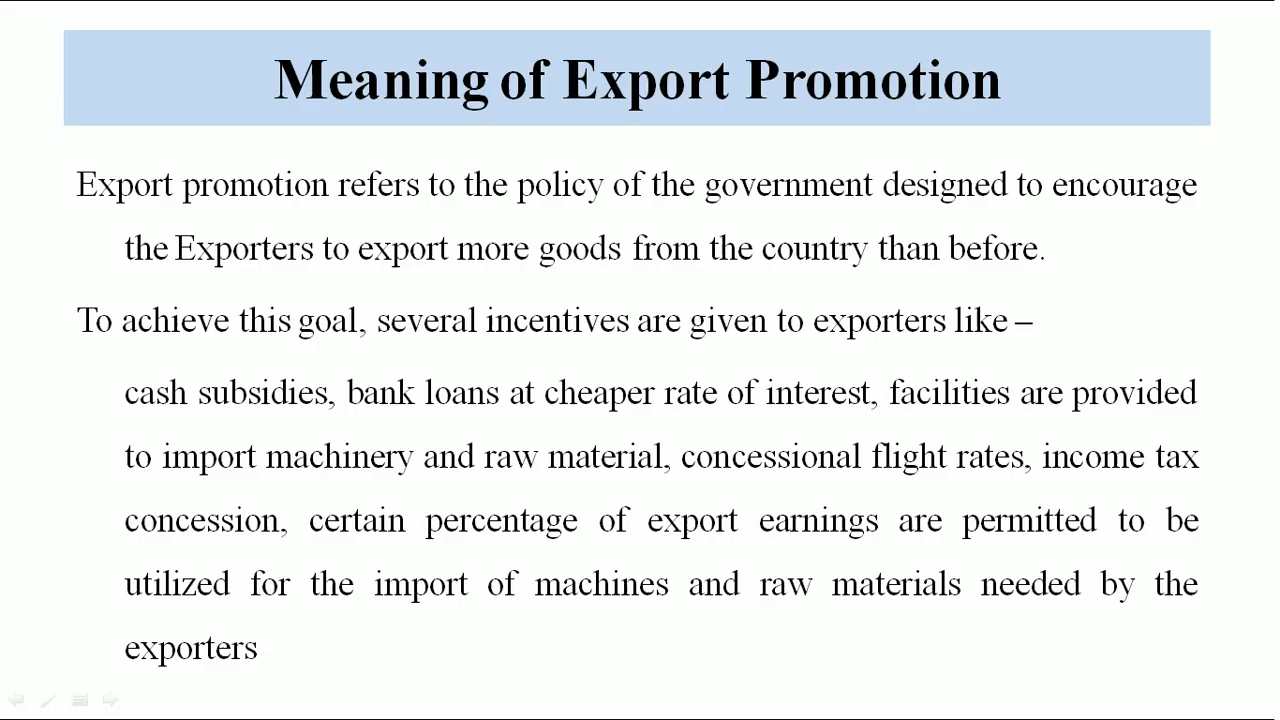 Meaning of Export Promotion
Export promotion refers to the policy of the government designed to encourage
the Exporters to export more goods from the country than before.
To achieve this goal, several incentives are given to exporters like –
cash subsidies, bank loans at cheaper rate of interest, facilities are provided
to import machinery and raw material, concessional flight rates, income tax
concession, certain percentage of export earnings are permitted to be
utilized for the import of machines and raw materials needed by the
exporters